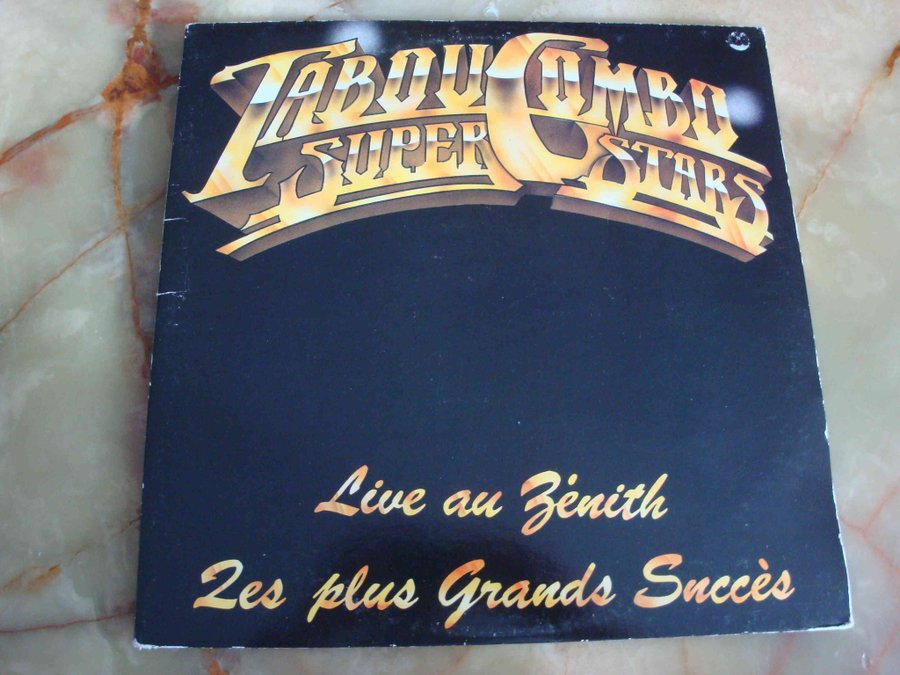 TABOU COMBO
SUPER STARS
Live au Zénith
Les plus Grands Succès